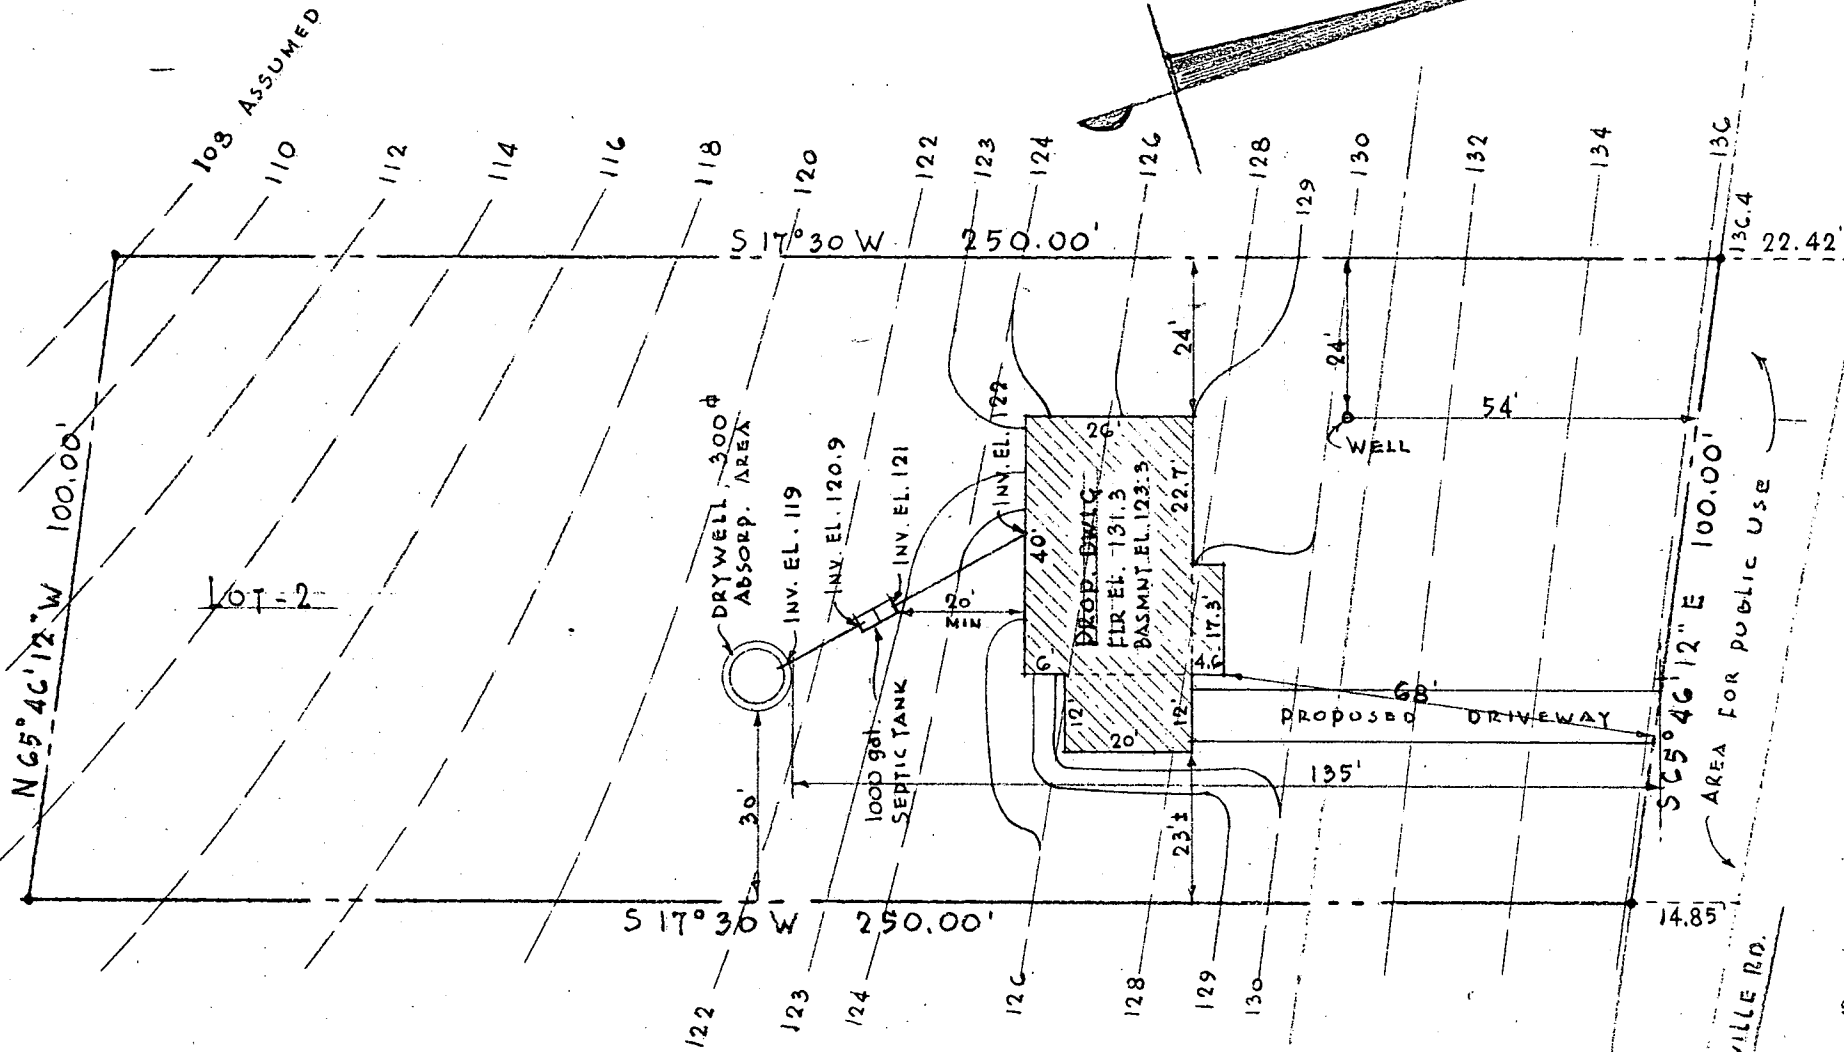 108 ASSUMED
110
112
114
116
118
120
122
123
124
126
128
129
130
132
134
136
136.4
22.42'
S 17°30 W 250.00'
24'
24'
54'
WELL
N 65°46'12" W 100.00'
LOT-2
DRYWELL, 300
ABSORP. AREA
INV. EL. 119
INV. EL. 120.9
INV. EL. 121
INV. EL. 122
1000 gal.
SEPTIC TANK
20'
MIN
26'
40'
22.7'
PROP. DWLG
FLR EL. 131.3
BASMNT. EL. 123.3
17.3'
6'
12'
12'
20'
68'
PROPOSED DRIVEWAY
135'
30'
23'±
S 65°46'12" E 100.00'
AREA FOR PUBLIC USE
S 17°30 W 250.00'
14.85'
122
123
124
126
128
129
130
VILLE RD.